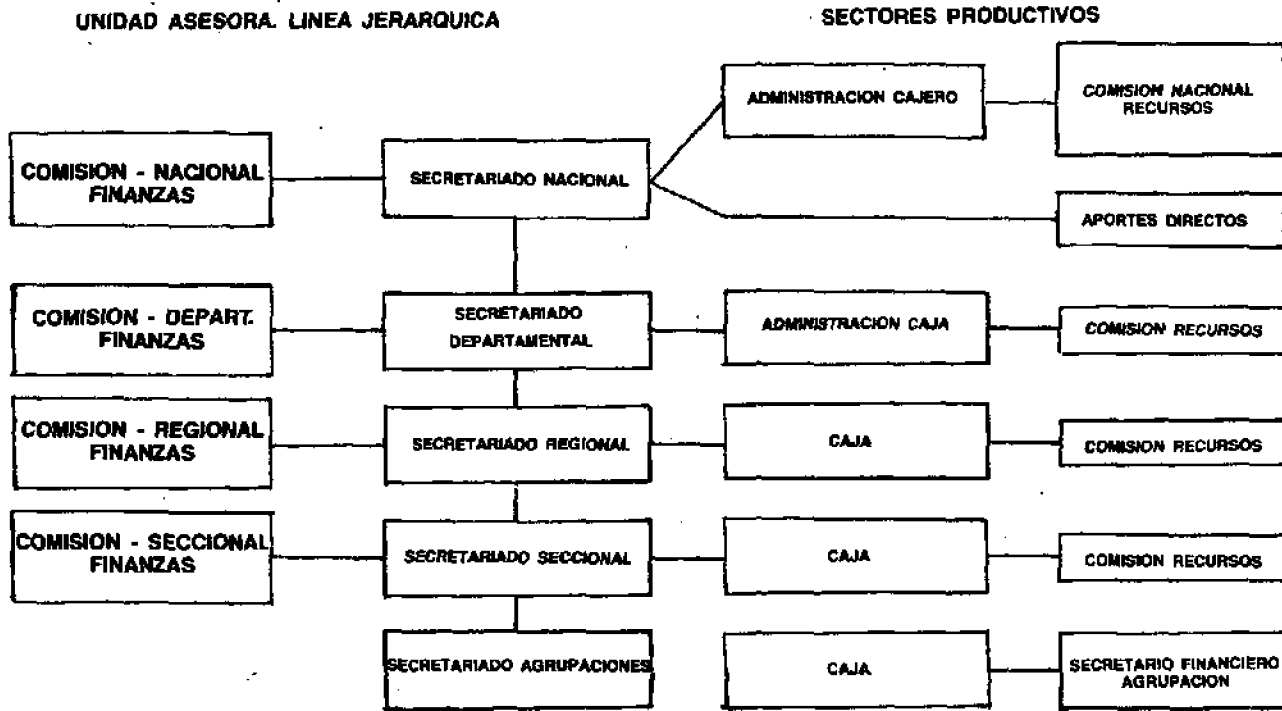 UNIDAD ASESORA. LINEA JERARQUICA
SECTORES PRODUCTIVOS
ADMINISTRACION CAJERO
COMISION NACIONAL
RECURSOS
COMISION - NACIONAL
FINANZAS
SECRETARIADO NACIONAL
APORTES DIRECTOS
COMISION - DEPART.
FINANZAS
SECRETARIADO
DEPARTAMENTAL
ADMINISTRACIÓN CAJA
COMISION RECURSOS
COMISION - REGIONAL
FINANZAS
SECRETARIADO REGIONAL
CAJA
COMISION RECURSOS
COMISION - SECCIONAL
FINANZAS
SECRETARIADO SECCIONAL
CAJA
COMISION RECURSOS
SECRETARIADO AGRUPACIONES
CAJA
SECRETARIO FINANCIERO
AGRUPACION